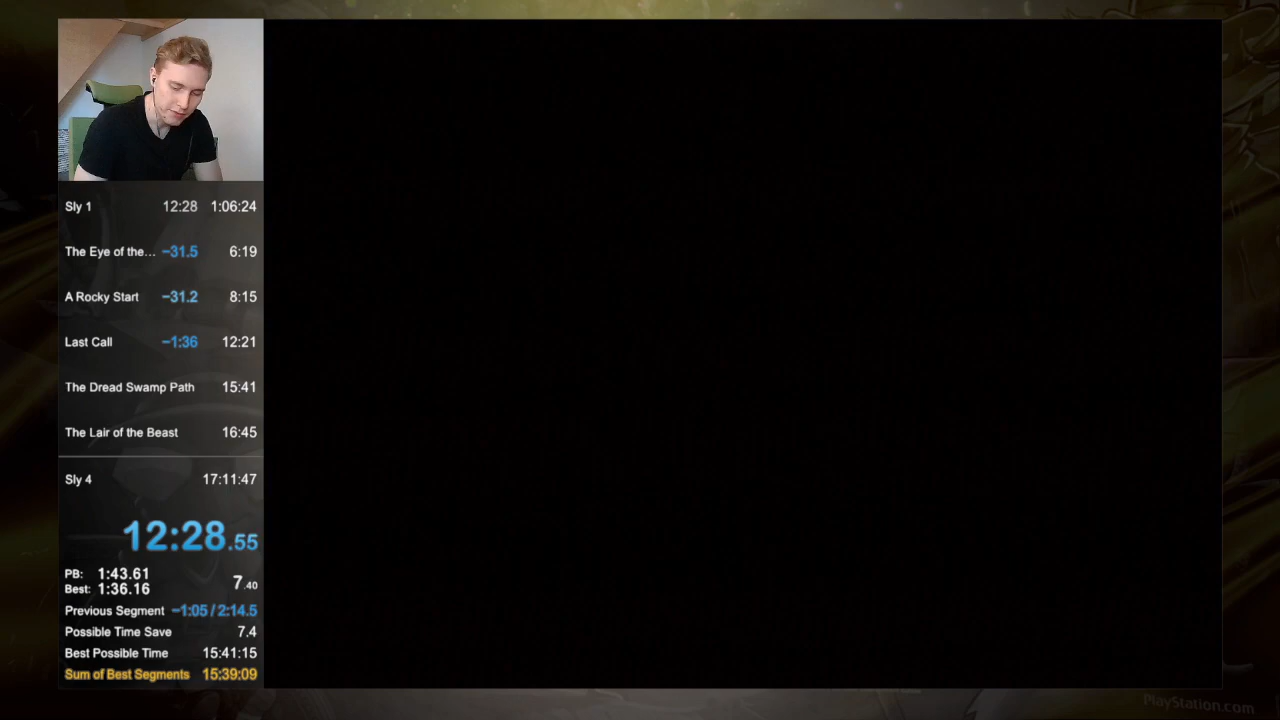 Sly 1 12:28 1:06:24
The Eye of the... −31.5 6:19
A Rocky Start −31.2 8:15
Last Call −1:36 12:21
The Dread Swamp Path 15:41
The Lair of the Beast 16:45
Sly 4 17:11:47
12:28.55
PB: 1:43.61
Best: 1:36.16 7.40
Previous Segment −1:05 / 2:14.5
Possible Time Save 7.4
Best Possible Time 15:41:15
Sum of Best Segments 15:39:09
PlayStation.com